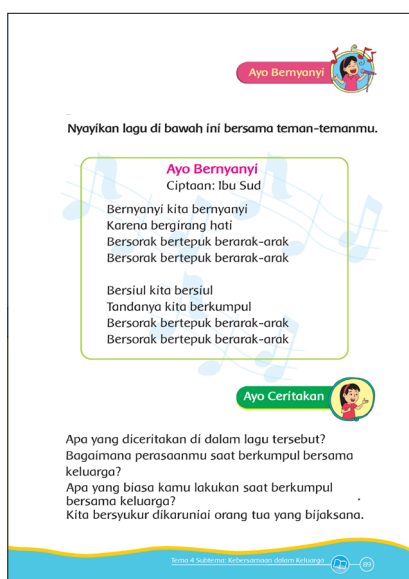 Ayo Bernyanyi
Nyayikan lagu di bawah ini bersama teman-temanmu.
Ayo Bernyanyi
Ciptaan: Ibu Sud
Bernyanyi kita bernyanyi
Karena bergirang hati
Bersorak bertepuk berarak-arak
Bersorak bertepuk berarak-arak
Bersiul kita bersiul
Tandanya kita berkumpul
Bersorak bertepuk berarak-arak
Bersorak bertepuk berarak-arak
Ayo Ceritakan
Apa yang diceritakan di dalam lagu tersebut?
Bagaimana perasaanmu saat berkumpul bersama
keluarga?
Apa yang biasa kamu lakukan saat berkumpul
bersama keluarga?
Kita bersyukur dikaruniai orang tua yang bijaksana.
Tema 4 Subtema: Kebersamaan dalam Keluarga
89